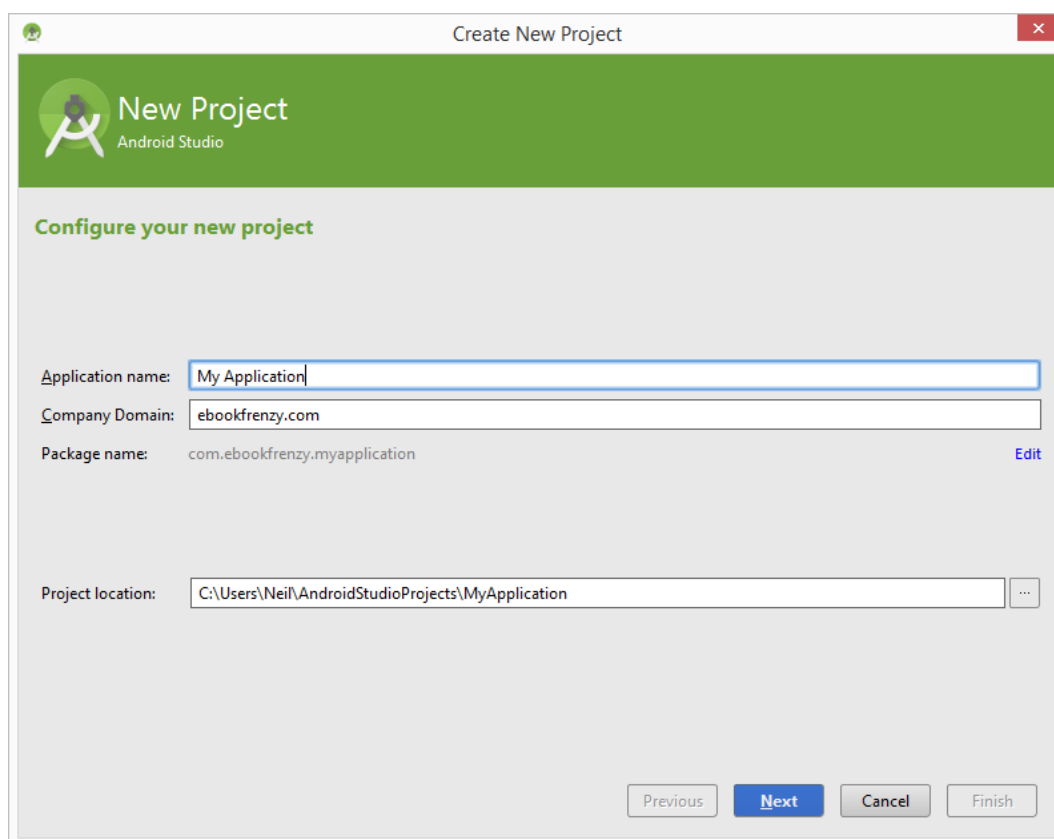 Create New Project
New Project
Android Studio
Configure your new project
Application name: My Application
Company Domain: ebookfrenzy.com
Package name: com.ebookfrenzy.myapplication Edit
Project location: C:\Users\Neil\AndroidStudioProjects\MyApplication ...
Previous Next Cancel Finish